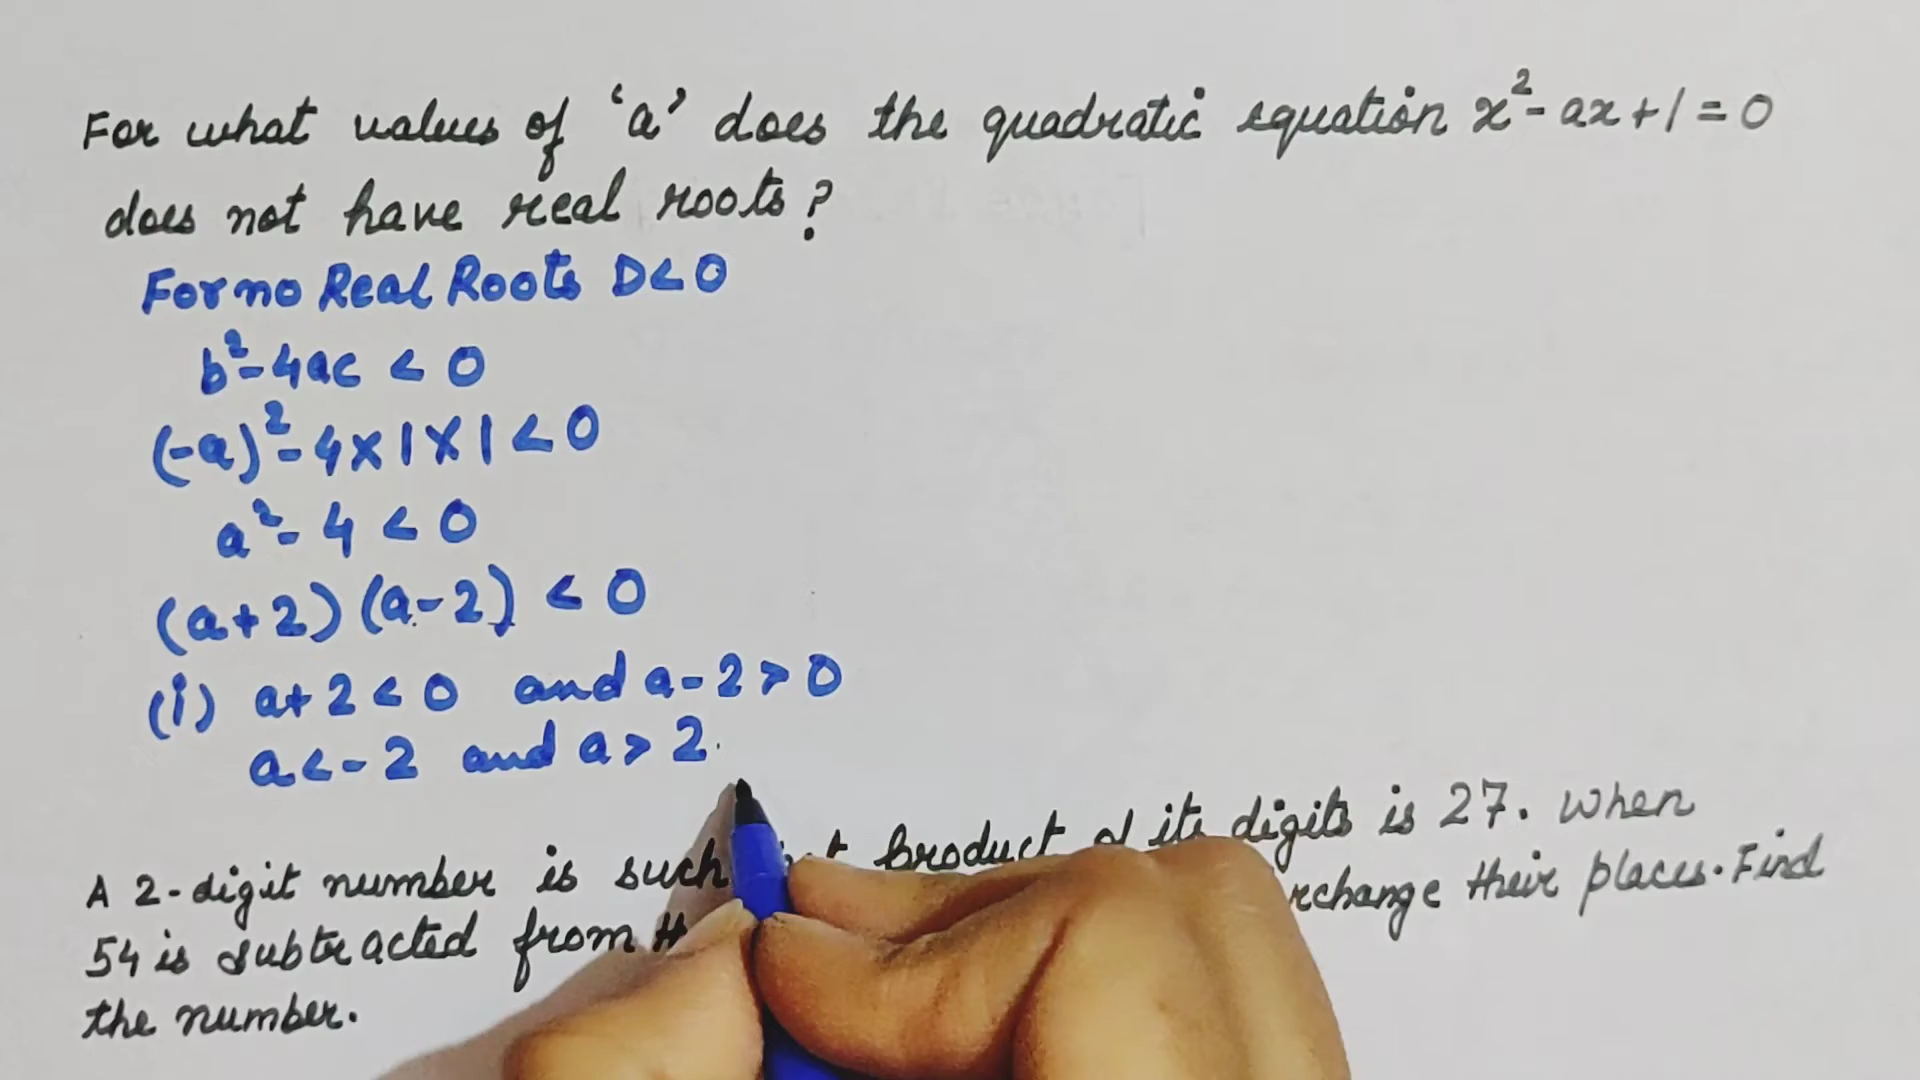 For what values of 'a' does the quadratic equation x² - ax + 1 = 0
does not have real roots?
For no Real Roots D < 0
b² - 4ac < 0
(-a)² - 4 × 1 × 1 < 0
a² - 4 < 0
(a+2) (a-2) < 0
(i) a+2 < 0 and a-2 > 0
a < -2 and a > 2.
A 2-digit number is such product of its digits is 27. When
54 is subtracted from their places. Find
the number.